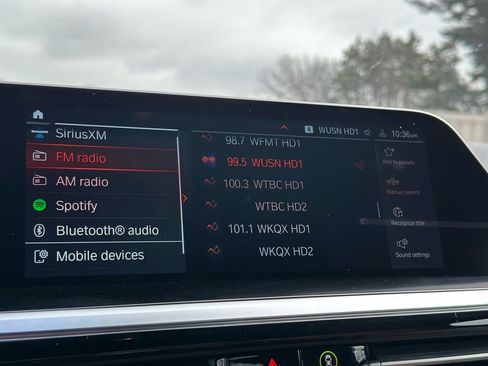 4 WUSN HD1 10:36am
SiriusXM
FM radio
AM radio
Spotify
Bluetooth® audio
Mobile devices
98.7 WFMT HD1
99.5 WUSN HD1
100.3 WTBC HD1
WTBC HD2
101.1 WKQX HD1
WKQX HD2
Add to presets
Manual search
Recognize title
Sound settings